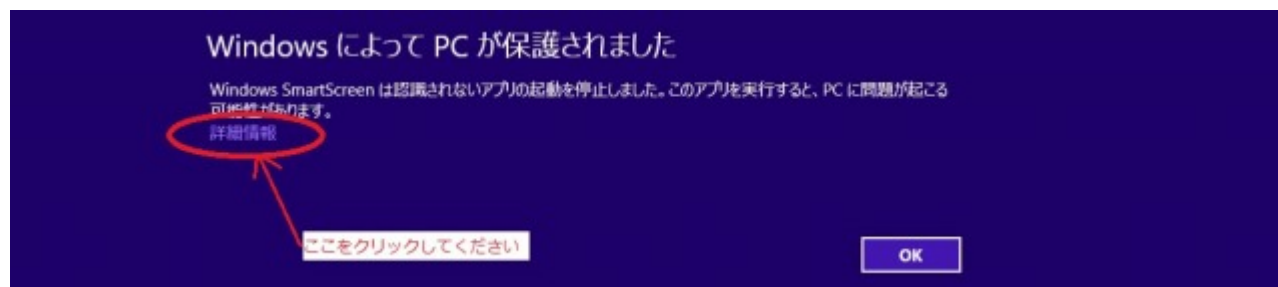 Windows によって PC が保護されました
Windows SmartScreen は認識されないアプリの起動を停止しました。このアプリを実行すると、PC に問題が起こる
可能性があります。
詳細情報
ここをクリックしてください
OK